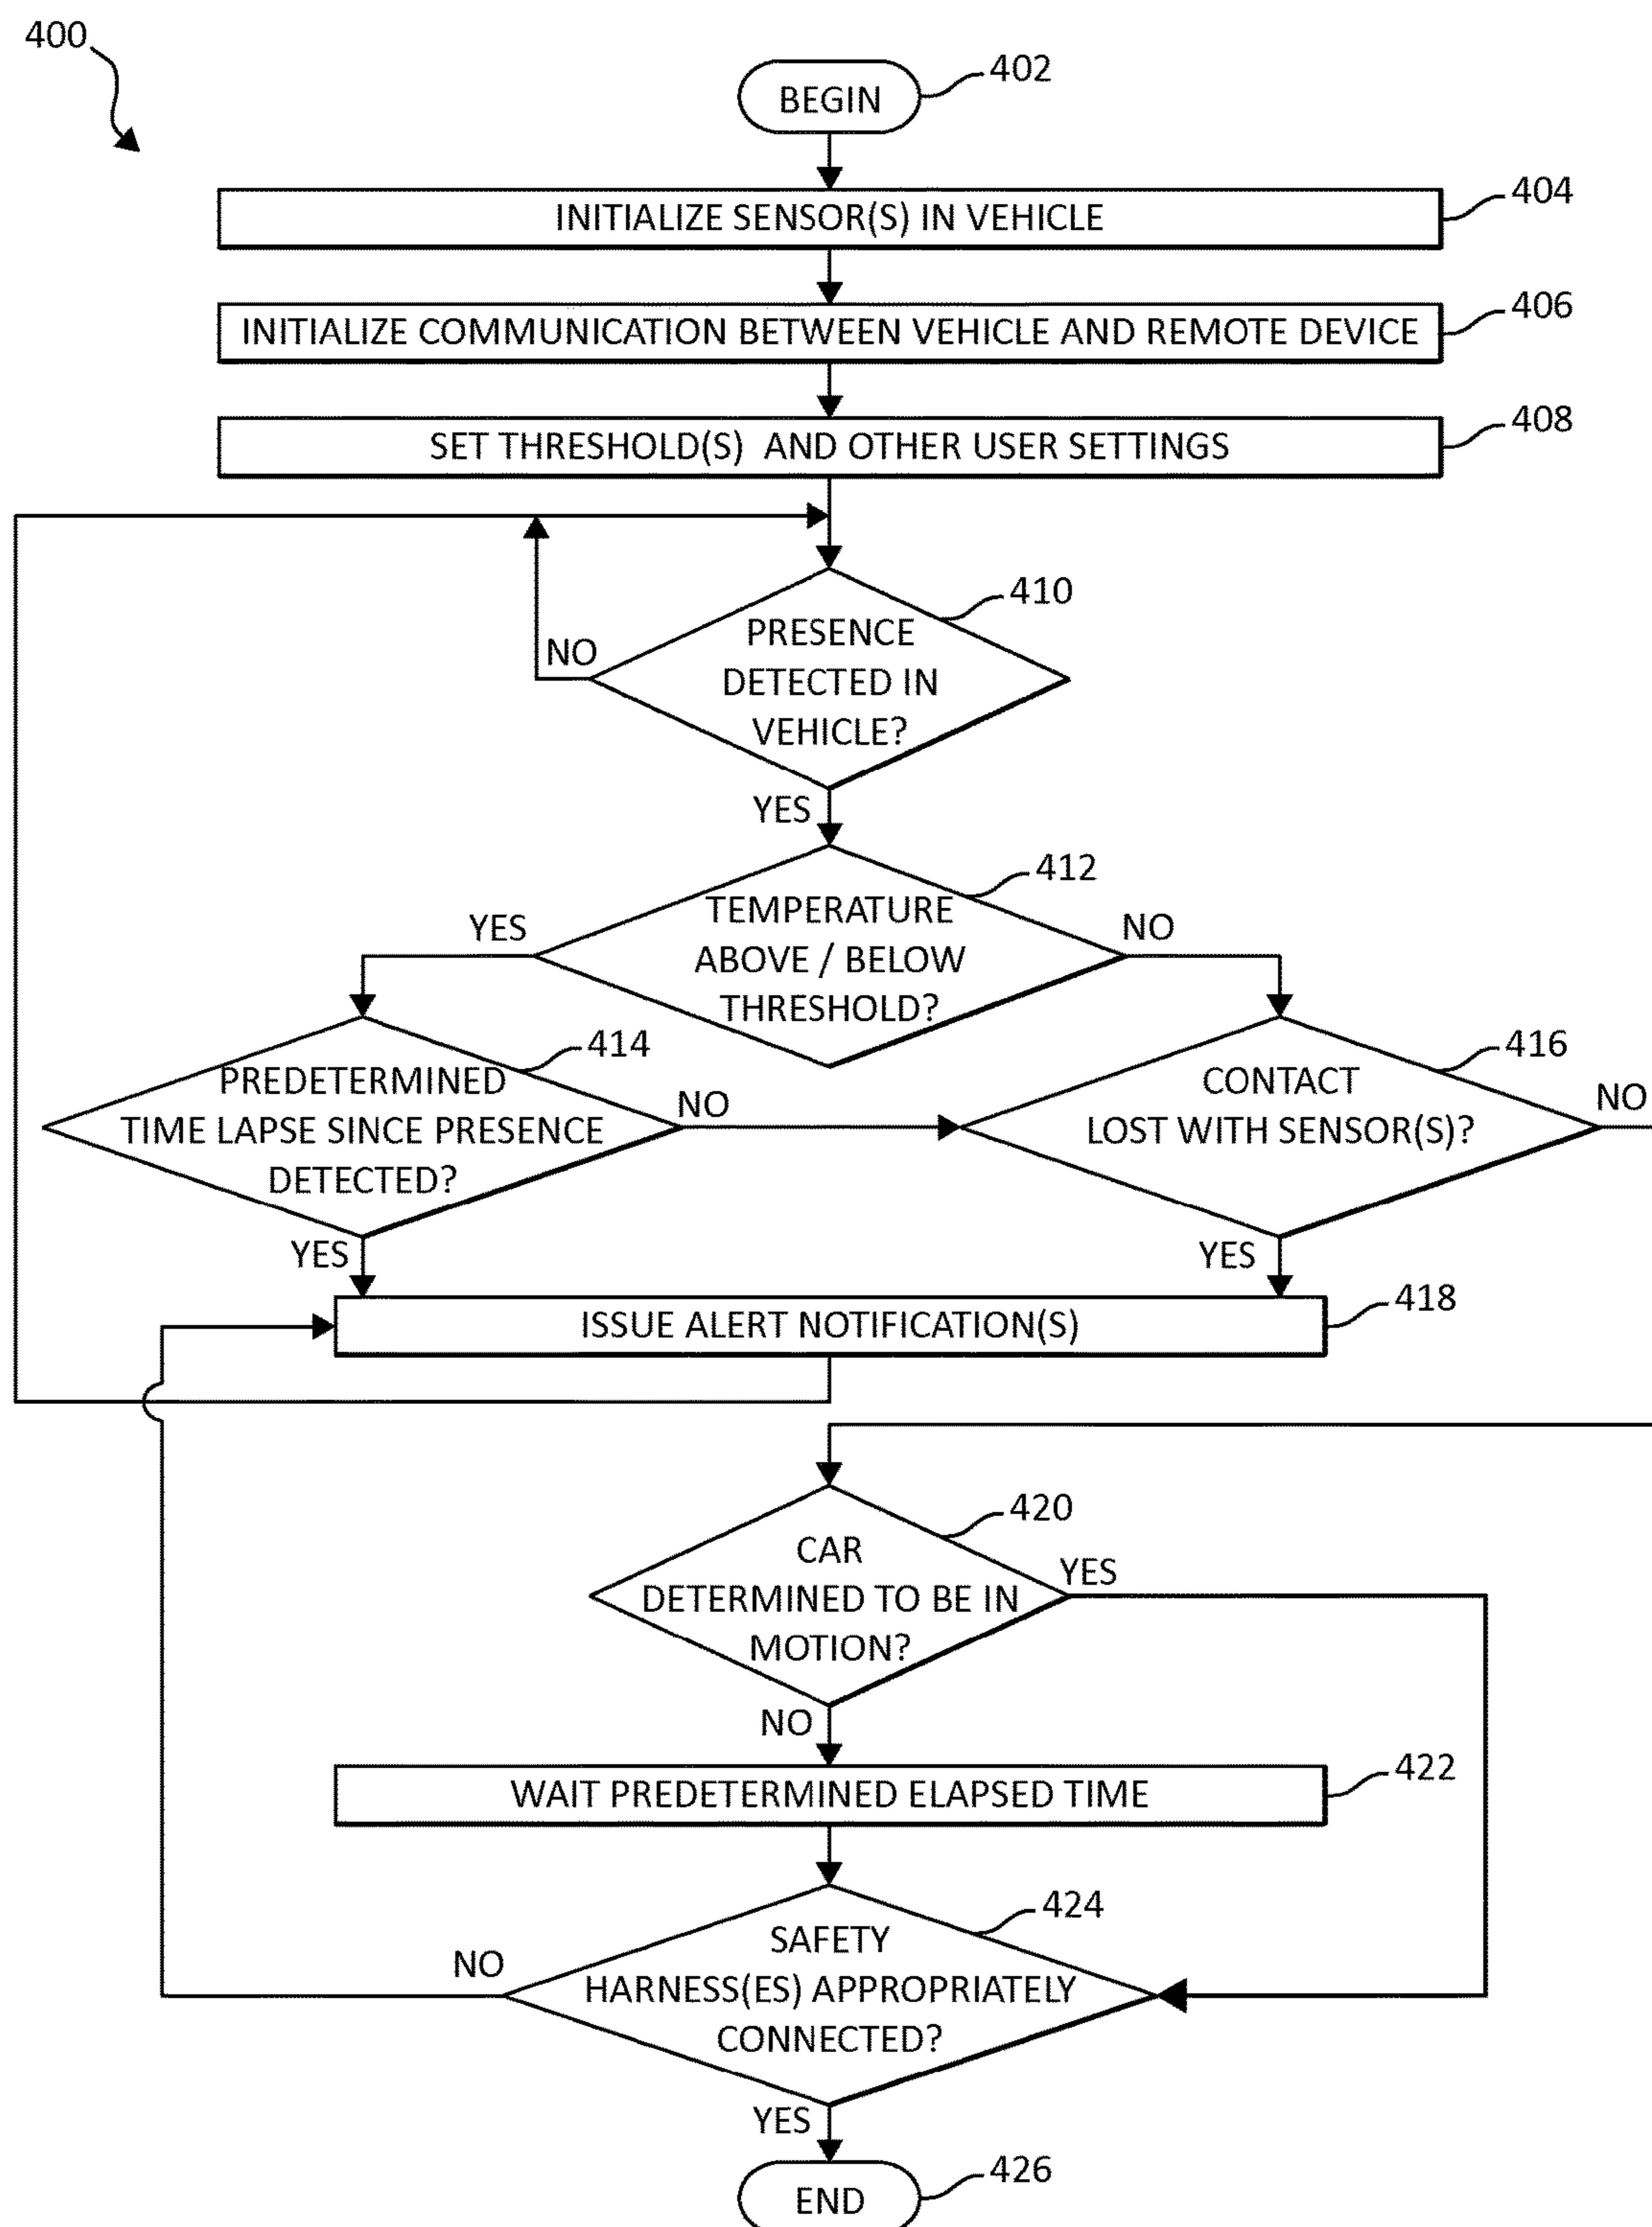 400
402
BEGIN
404
INITIALIZE SENSOR(S) IN VEHICLE
406
INITIALIZE COMMUNICATION BETWEEN VEHICLE AND REMOTE DEVICE
408
SET THRESHOLD(S) AND OTHER USER SETTINGS
410
PRESENCE
DETECTED IN
VEHICLE?
NO
YES
412
TEMPERATURE
ABOVE / BELOW
THRESHOLD?
YES
NO
414
PREDETERMINED
TIME LAPSE SINCE PRESENCE
DETECTED?
NO
YES
416
CONTACT
LOST WITH SENSOR(S)?
NO
YES
418
ISSUE ALERT NOTIFICATION(S)
420
CAR
DETERMINED TO BE IN
MOTION?
YES
NO
422
WAIT PREDETERMINED ELAPSED TIME
424
SAFETY
HARNESS(ES) APPROPRIATELY
CONNECTED?
NO
YES
426
END